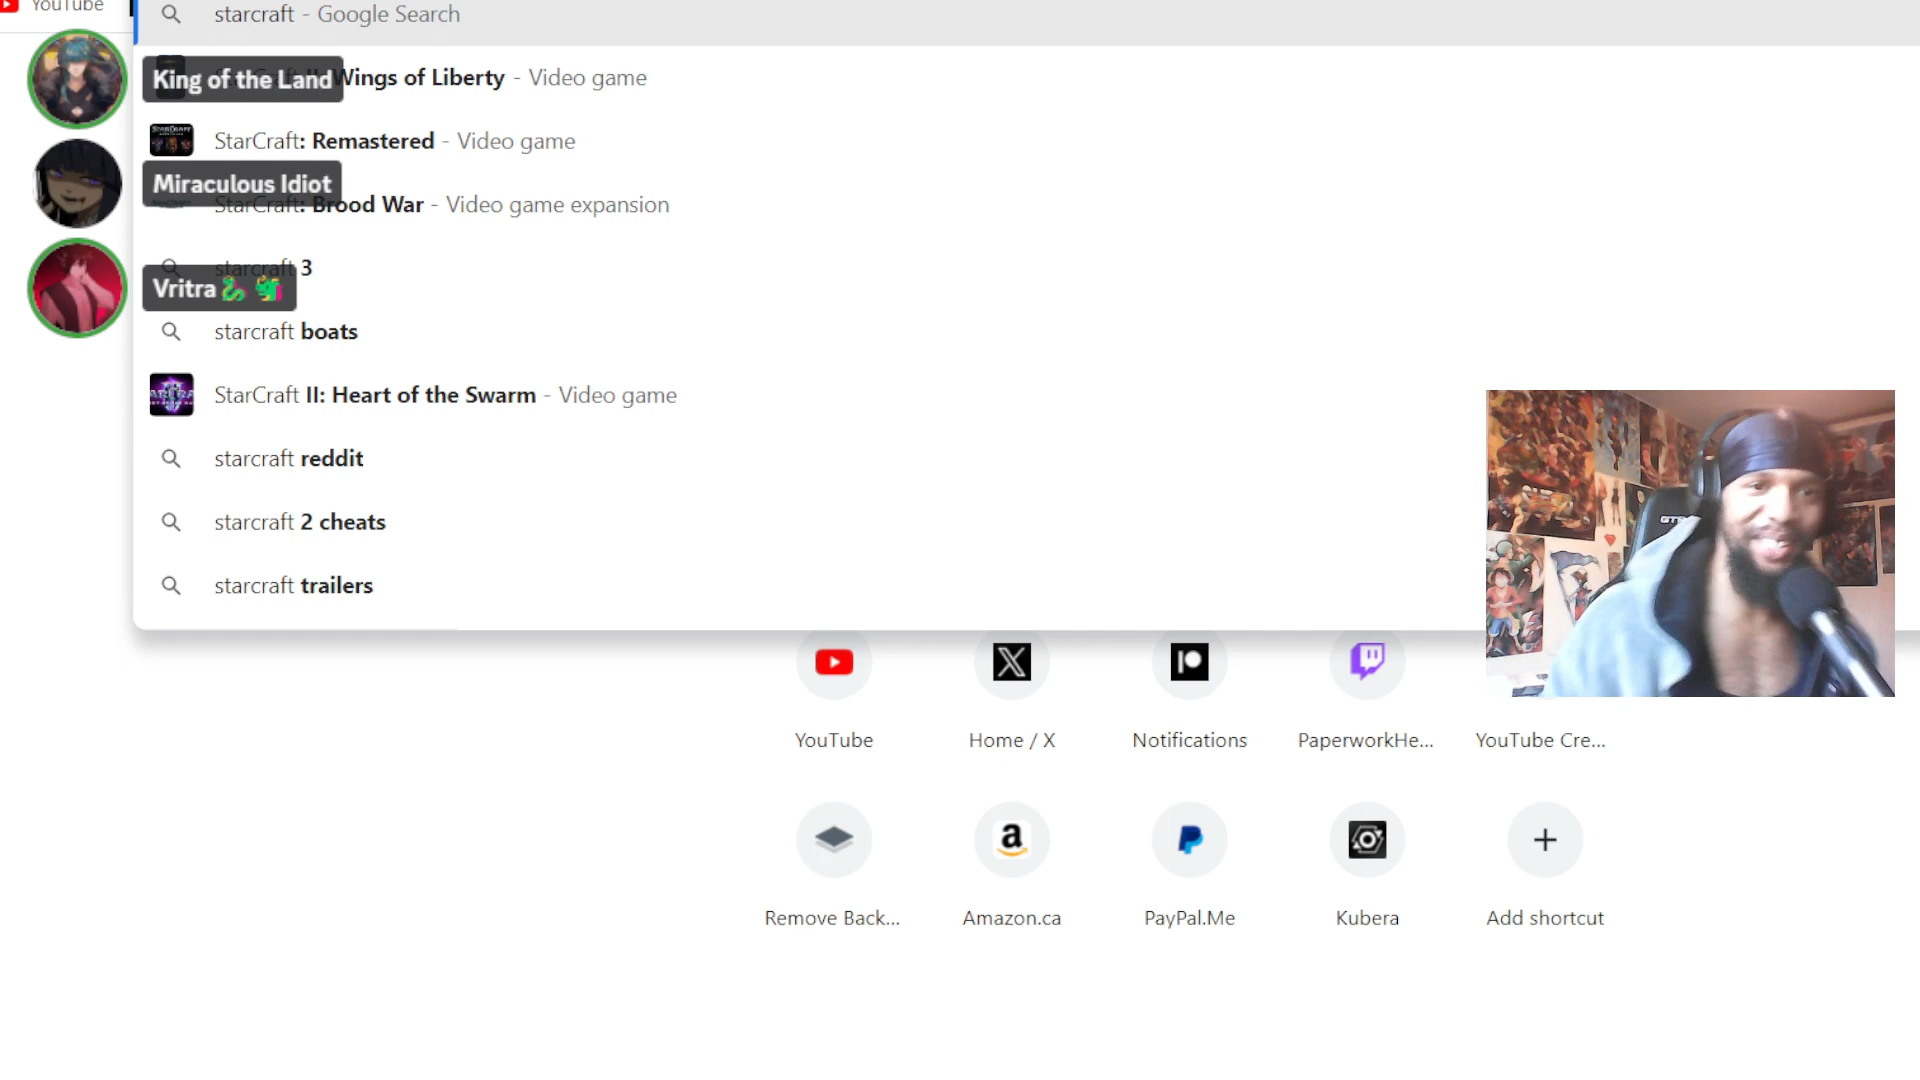 YouTube
starcraft - Google Search
King of the Land
Wings of Liberty - Video game
StarCraft: Remastered - Video game
Miraculous Idiot
StarCraft: Brood War - Video game expansion
starcraft 3
Vritra
starcraft boats
StarCraft II: Heart of the Swarm - Video game
starcraft reddit
starcraft 2 cheats
starcraft trailers
YouTube
Home / X
Notifications
PaperworkHe...
YouTube Cre...
Remove Back...
Amazon.ca
PayPal.Me
Kubera
Add shortcut